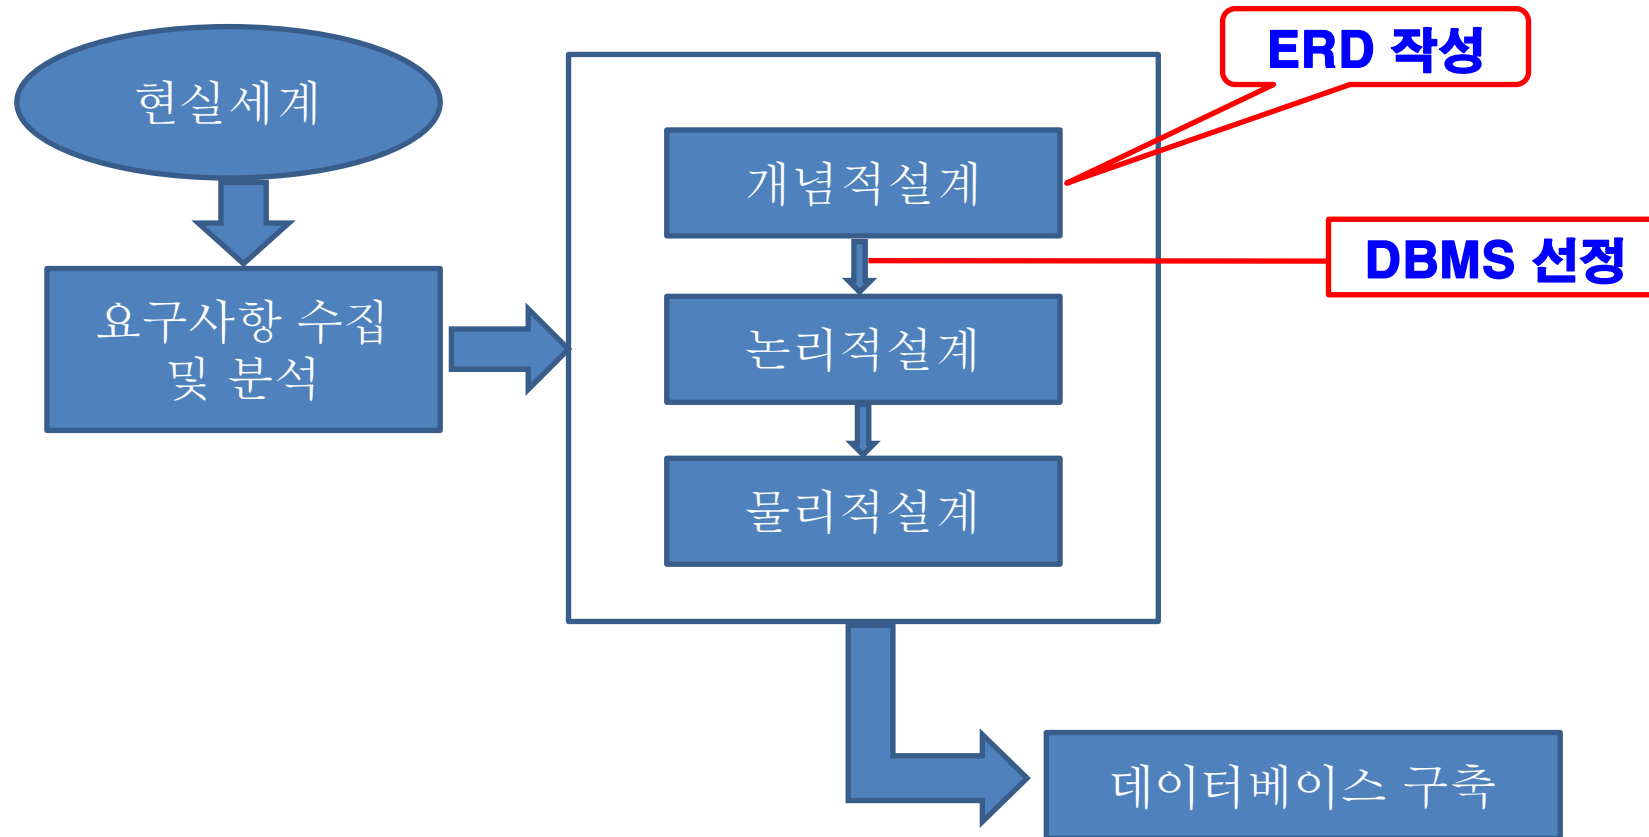 현실세계
요구사항 수집
및 분석
ERD 작성
개념적설계
DBMS 선정
논리적설계
물리적설계
데이터베이스 구축